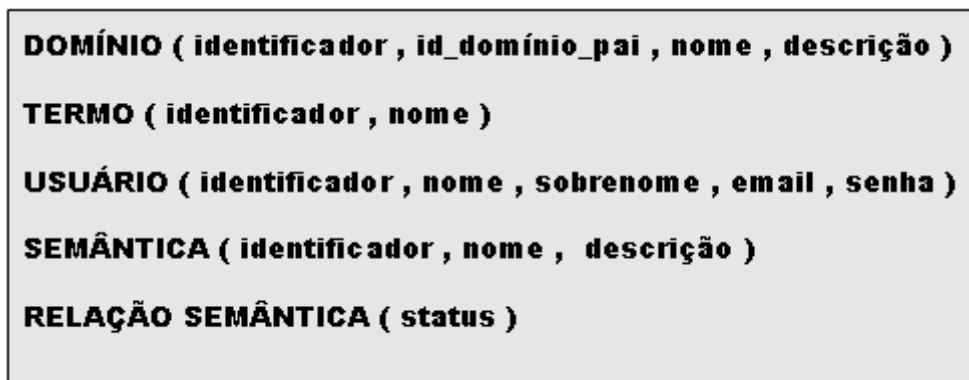 DOMÍNIO ( identificador , id_domínio_pai , nome , descrição )
TERMO ( identificador , nome )
USUÁRIO ( identificador , nome , sobrenome , email , senha )
SEMÂNTICA ( identificador , nome , descrição )
RELAÇÃO SEMÂNTICA ( status )